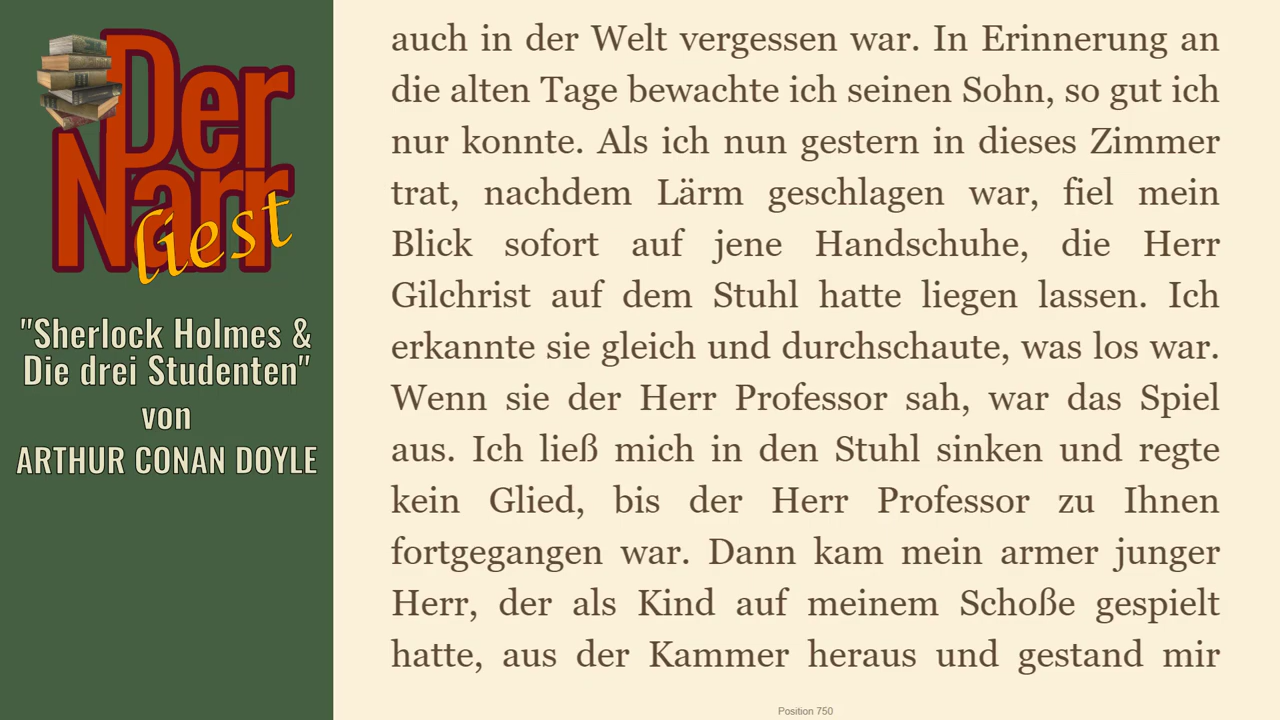 Der
Narr
liest
"Sherlock Holmes &
Die drei Studenten"
von
ARTHUR CONAN DOYLE
auch in der Welt vergessen war. In Erinnerung an
die alten Tage bewachte ich seinen Sohn, so gut ich
nur konnte. Als ich nun gestern in dieses Zimmer
trat, nachdem Lärm geschlagen war, fiel mein
Blick sofort auf jene Handschuhe, die Herr
Gilchrist auf dem Stuhl hatte liegen lassen. Ich
erkannte sie gleich und durchschaute, was los war.
Wenn sie der Herr Professor sah, war das Spiel
aus. Ich ließ mich in den Stuhl sinken und regte
kein Glied, bis der Herr Professor zu Ihnen
fortgegangen war. Dann kam mein armer junger
Herr, der als Kind auf meinem Schoße gespielt
hatte, aus der Kammer heraus und gestand mir
Position 750